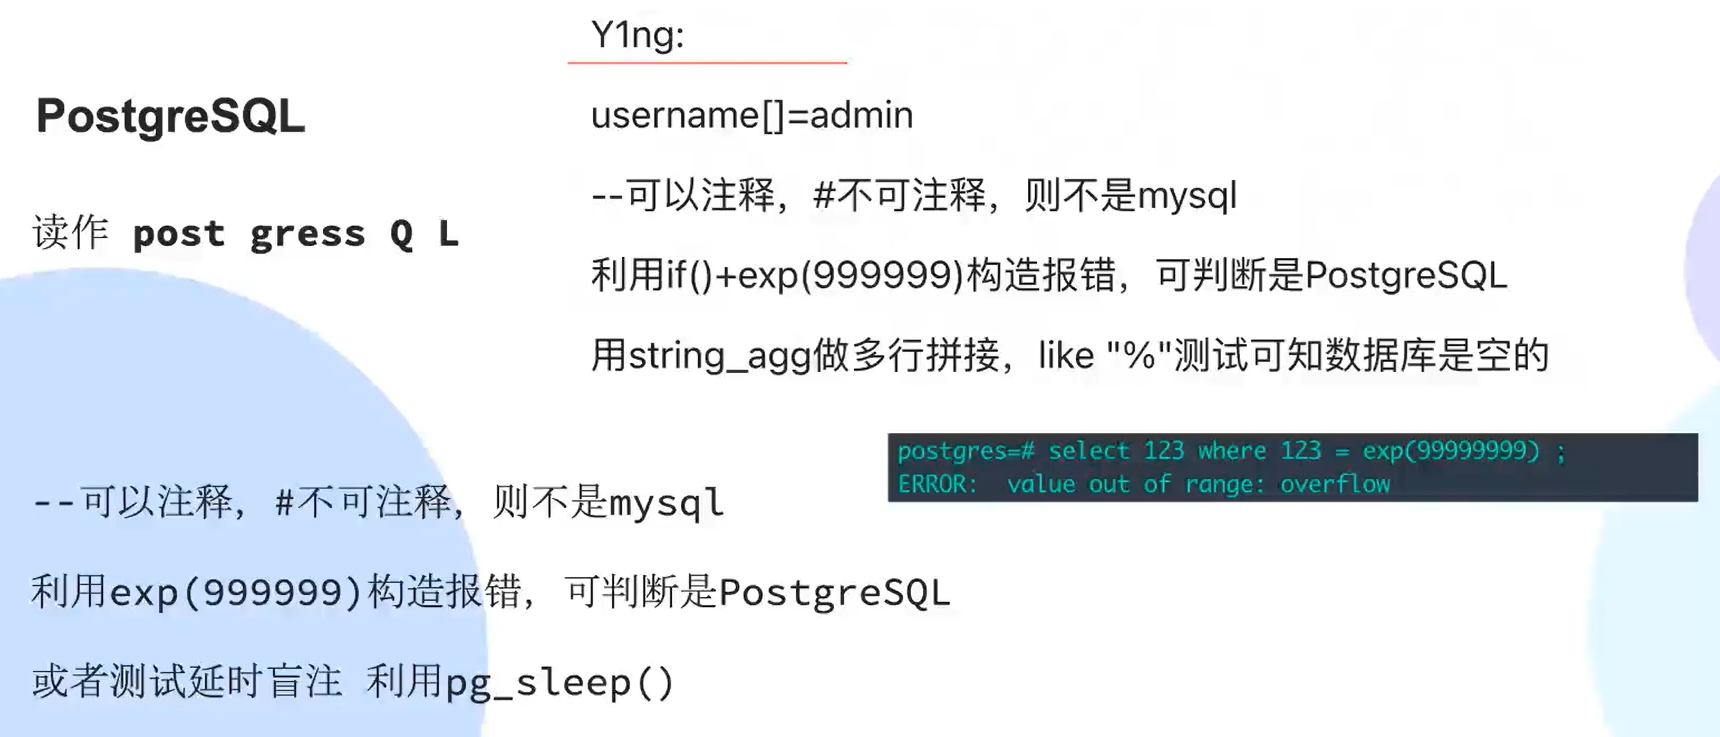 Y1ng:
PostgreSQL
username[]=admin
--可以注释，#不可注释，则不是mysql
读作 post gress Q L
利用if()+exp(999999)构造报错，可判断是PostgreSQL
用string_agg做多行拼接，like "%"测试可知数据库是空的
postgres=# select 123 where 123 = exp(99999999) ;
ERROR:  value out of range: overflow
--可以注释，#不可注释，则不是mysql
利用exp(999999)构造报错，可判断是PostgreSQL
或者测试延时盲注 利用pg_sleep()